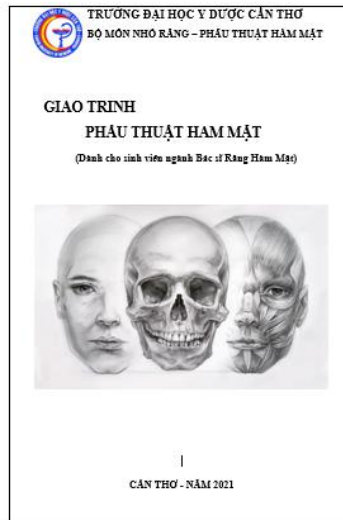 TRƯỜNG ĐẠI HỌC Y DƯỢC CẦN THƠ
BỘ MÔN NHỔ RĂNG – PHẪU THUẬT HÀM MẶT
GIAO TRINH
PHẪU THUẬT HAM MẶT
(Dành cho sinh viên ngành Bác sĩ Răng Hàm Mặt)
CẦN THƠ - NĂM 2021